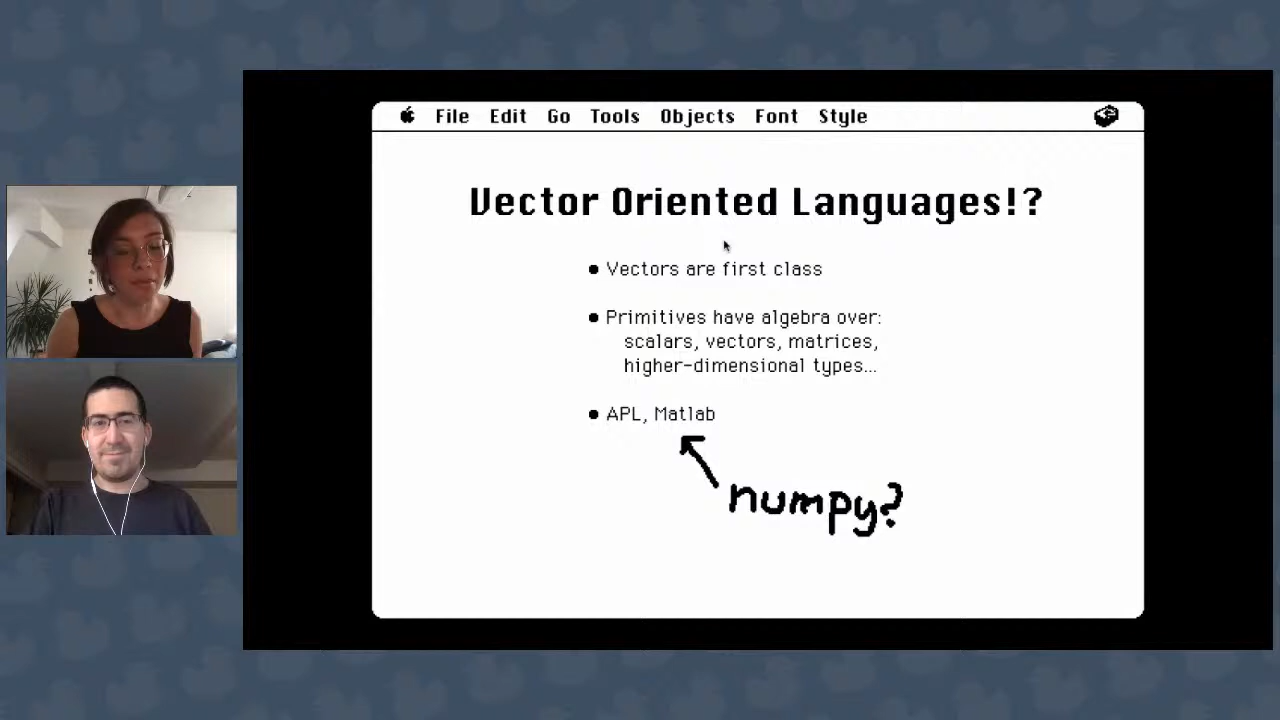 File Edit Go Tools Objects Font Style
Vector Oriented Languages!?
● Vectors are first class
● Primitives have algebra over:
scalars, vectors, matrices,
higher-dimensional types...
● APL, Matlab
numpy?